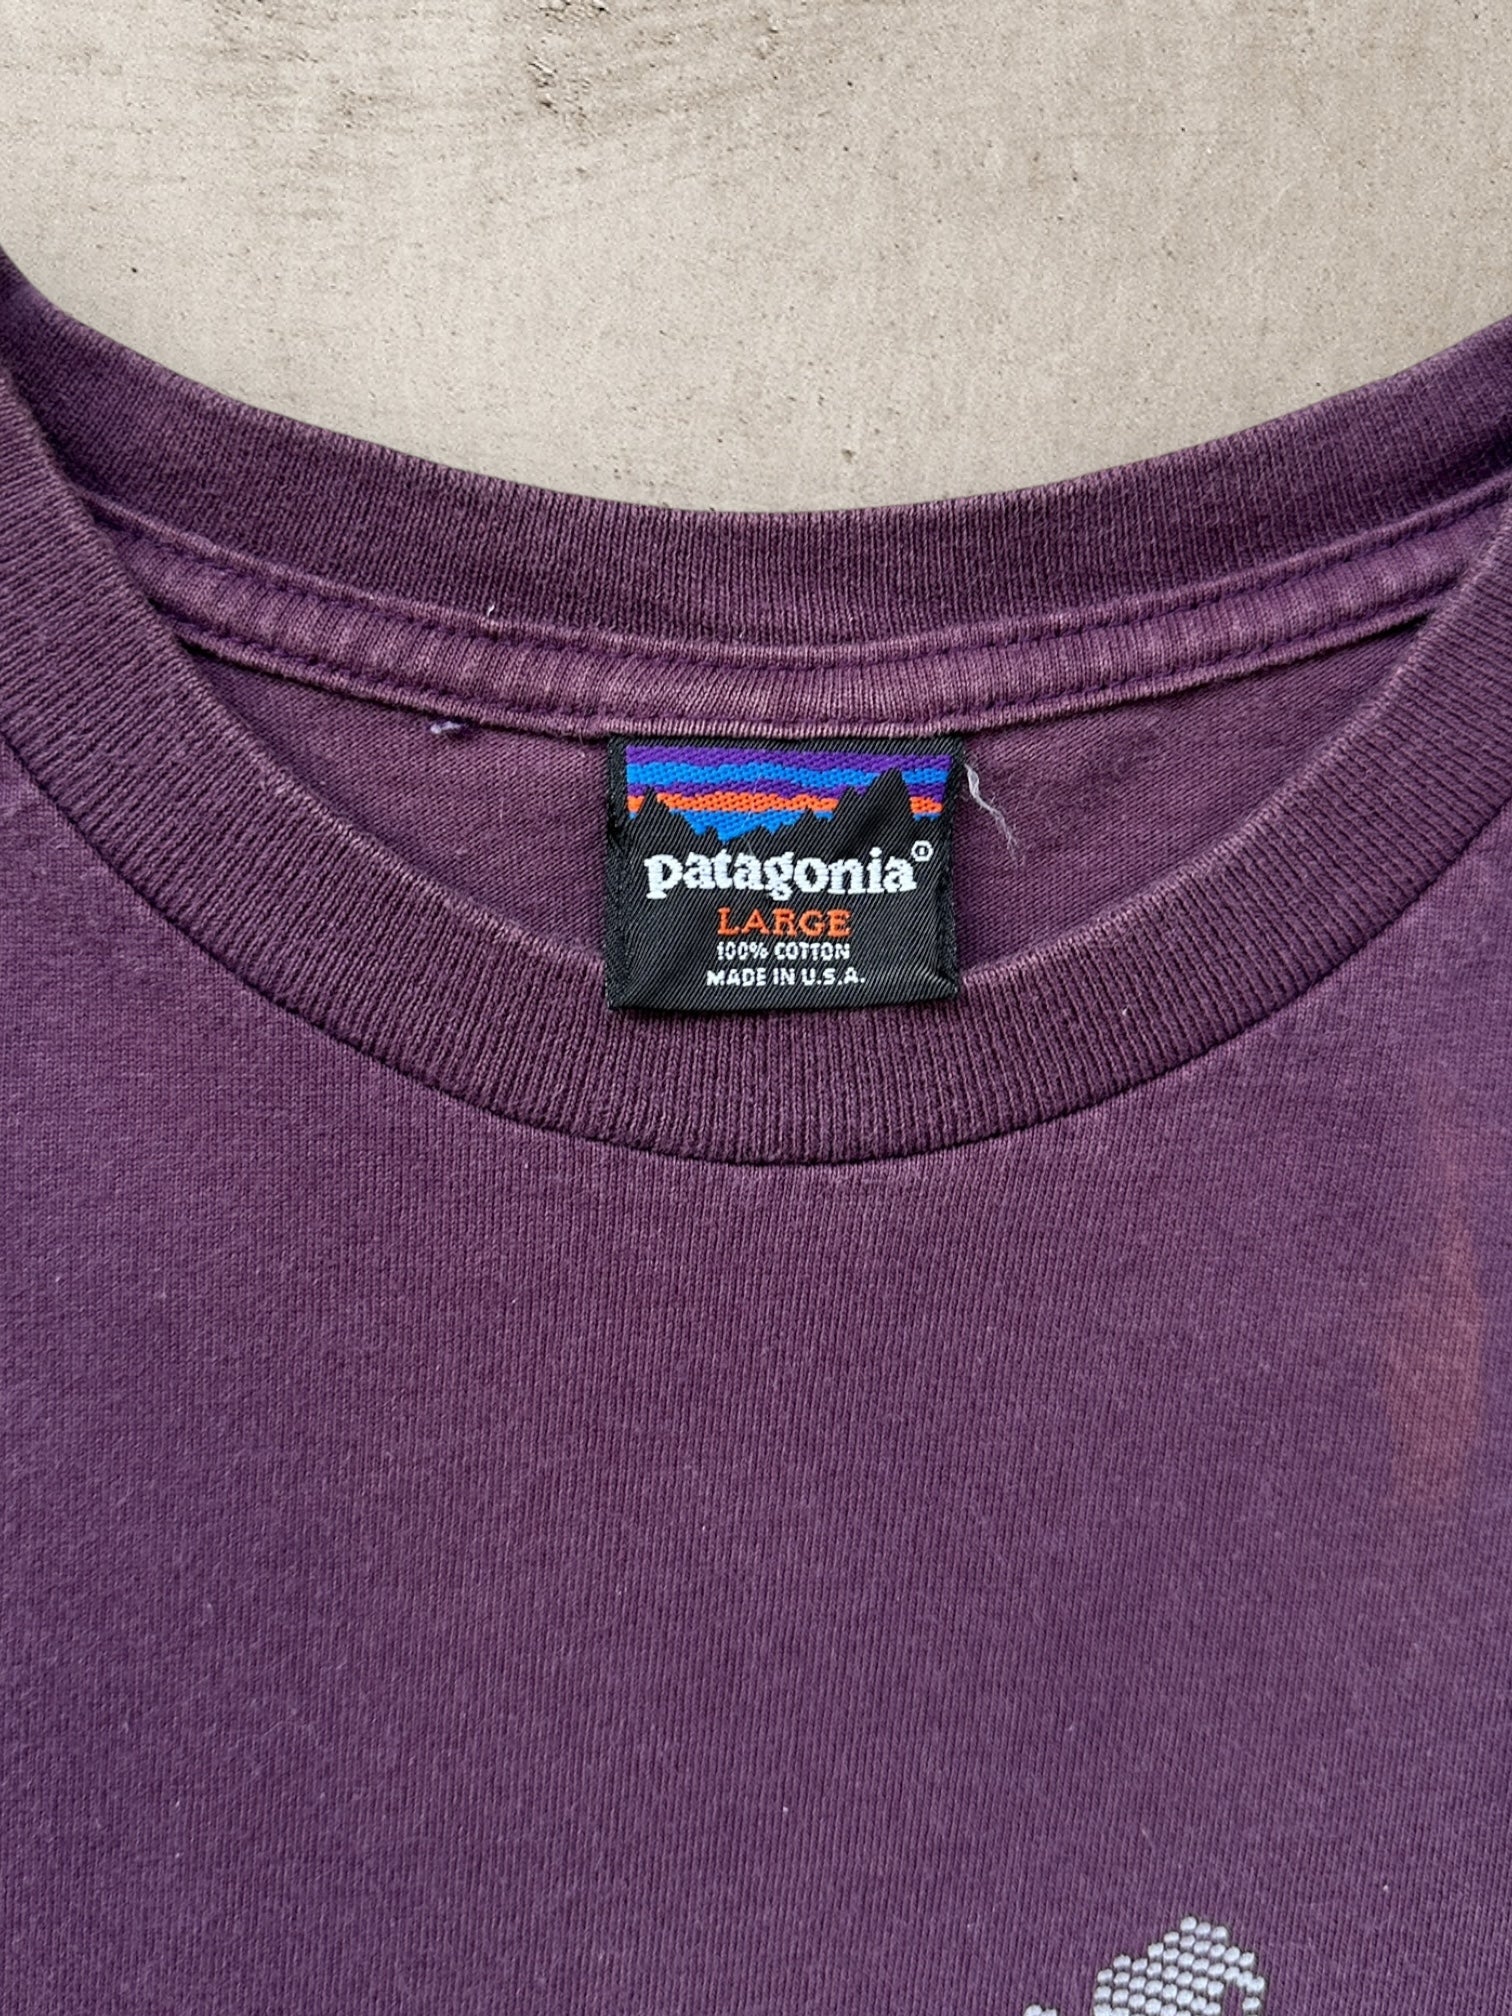 patagonia®
LARGE
100% COTTON
MADE IN U.S.A.